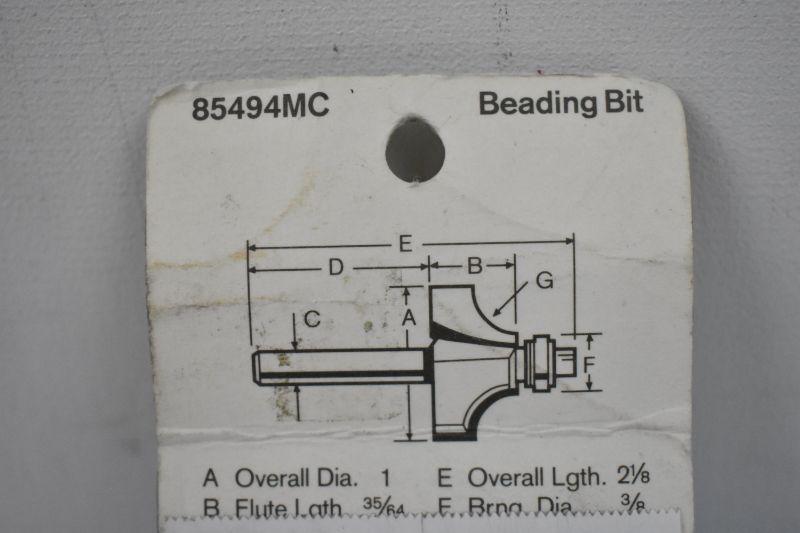 85494MC Beading Bit
E
D B G
C A
F
A Overall Dia. 1 E Overall Lgth. 2⅛
B Flute Lgth 35/64 F Brng. Dia. ⅜